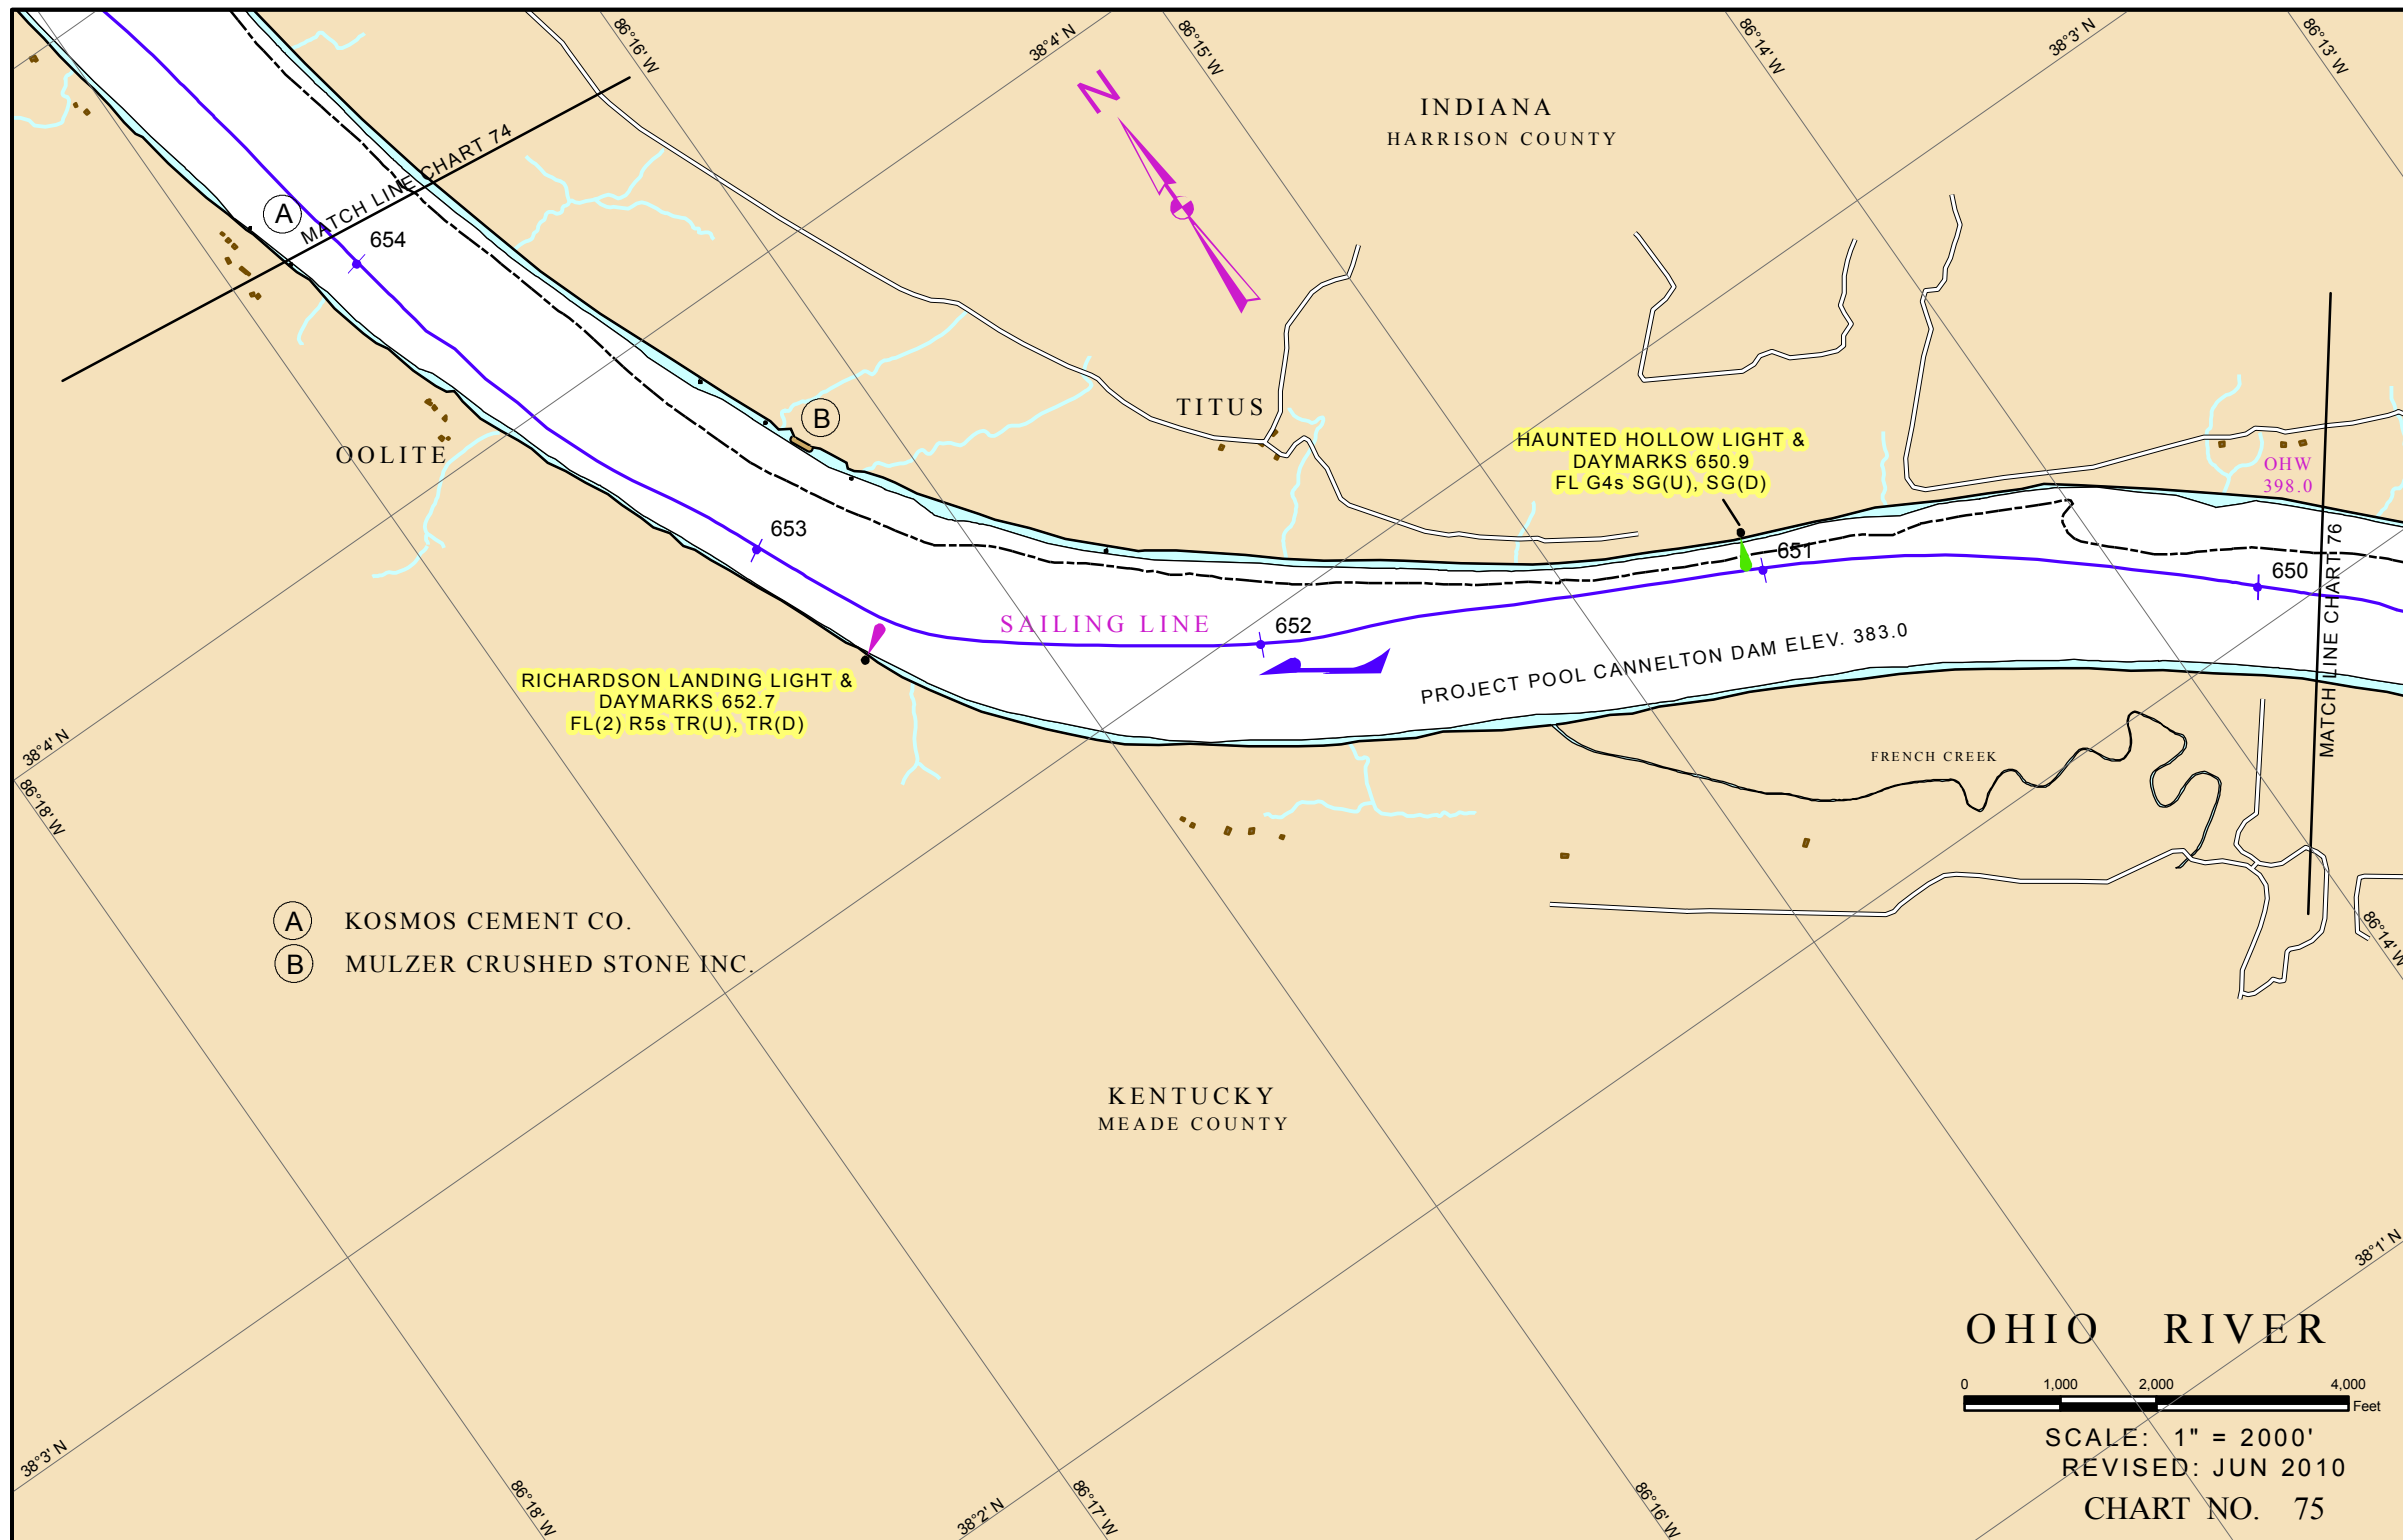 86°16' W
38°4' N
86°15' W
86°14' W
38°3' N
86°13' W
N
INDIANA
HARRISON COUNTY
MATCH LINE CHART 74
A
654
B
TITUS
OOLITE
HAUNTED HOLLOW LIGHT &
DAYMARKS 650.9
FL G4s SG(U), SG(D)
OHW
398.0
653
651
650
SAILING LINE
652
PROJECT POOL CANNELTON DAM ELEV. 383.0
MATCH LINE CHART 76
RICHARDSON LANDING LIGHT &
DAYMARKS 652.7
FL(2) R5s TR(U), TR(D)
38°4' N
86°18' W
FRENCH CREEK
A KOSMOS CEMENT CO.
B MULZER CRUSHED STONE INC.
86°14' W
KENTUCKY
MEADE COUNTY
38°1' N
OHIO RIVER
0 1,000 2,000 4,000
Feet
SCALE: 1" = 2000'
REVISED: JUN 2010
CHART NO. 75
38°3' N
86°18' W
38°2' N
86°17' W
86°16' W